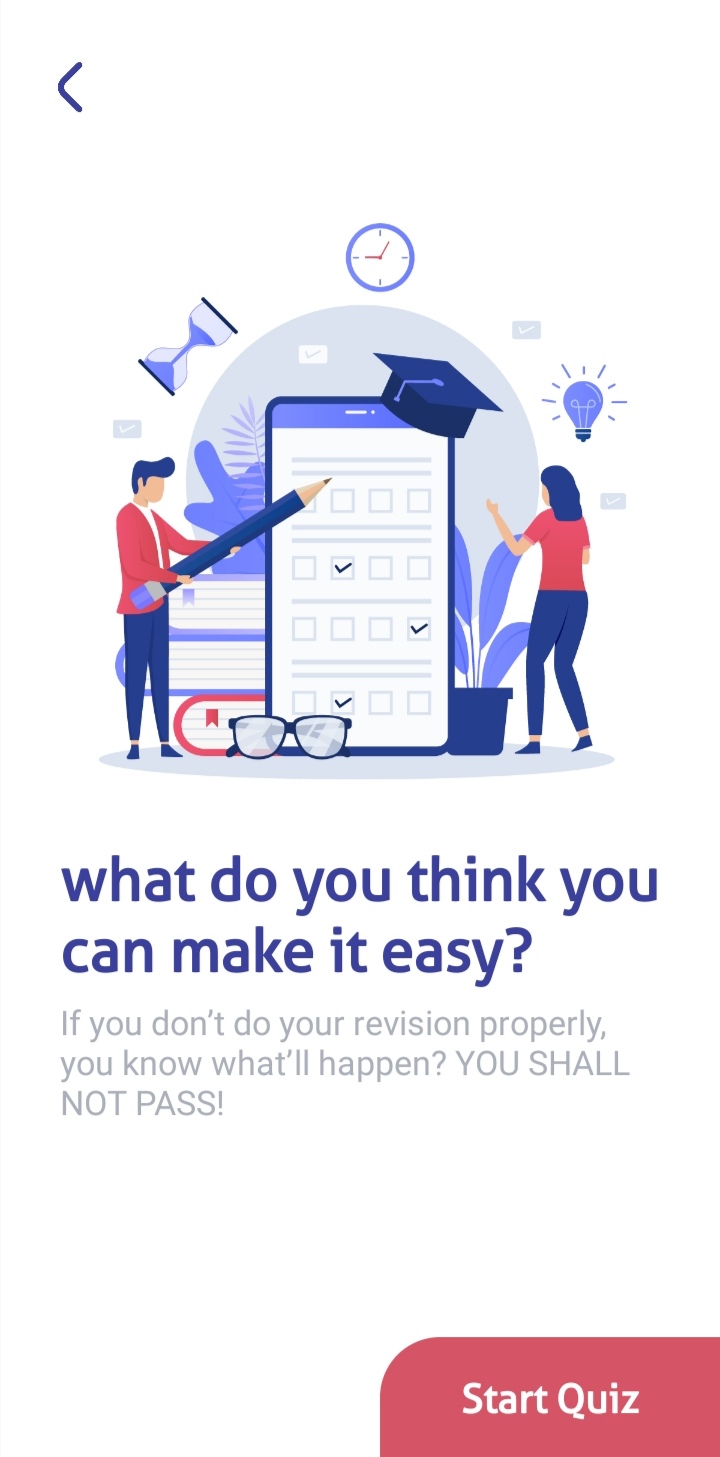 what do you think you
can make it easy?
If you don’t do your revision properly,
you know what’ll happen? YOU SHALL
NOT PASS!
Start Quiz